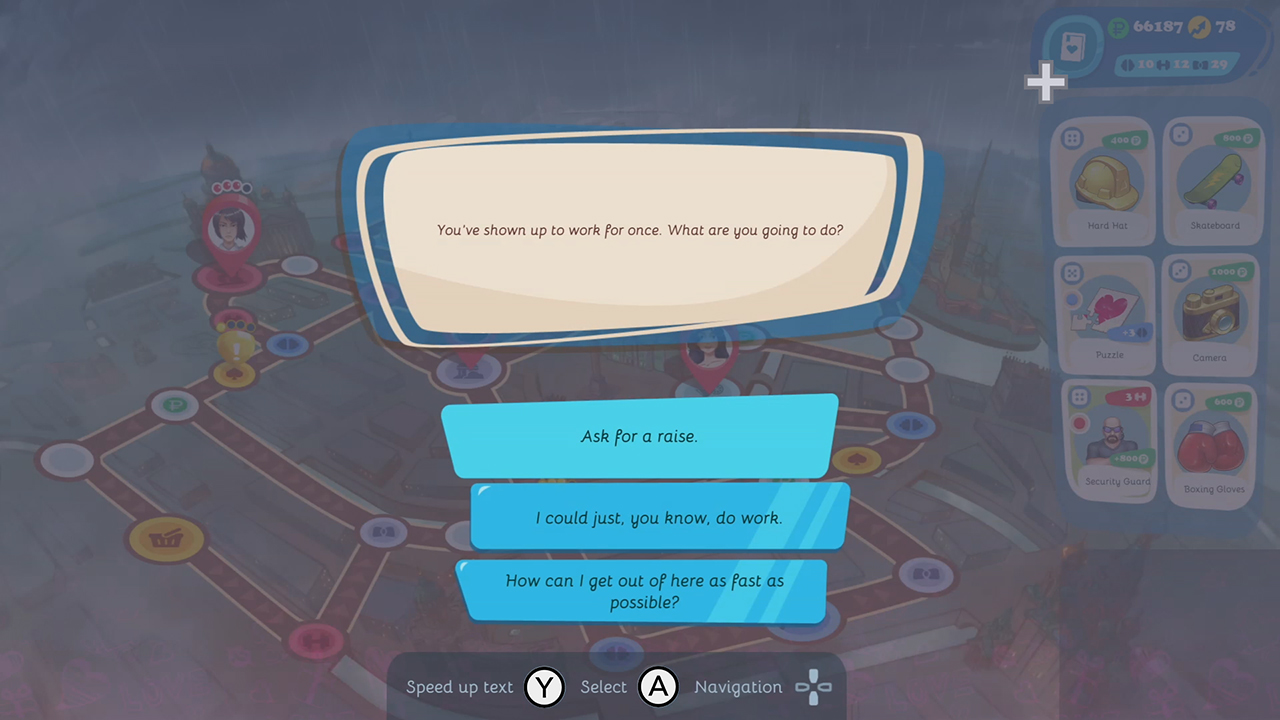 66187 78
10 12 29
400
Hard Hat
800
Skateboard
+3
Puzzle
1000
Camera
3
+800
Security Guard
600
Boxing Gloves
You've shown up to work for once. What are you going to do?
Ask for a raise.
I could just, you know, do work.
How can I get out of here as fast as
possible?
Speed up text Y Select A Navigation